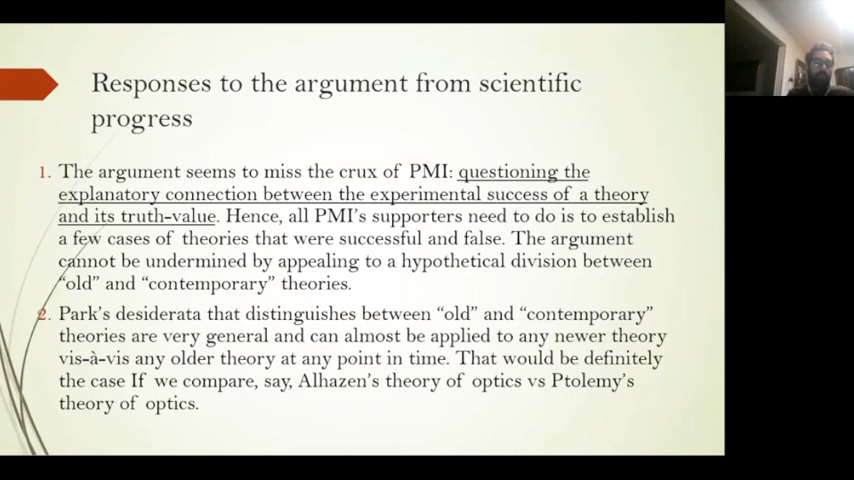 Responses to the argument from scientific
progress
1. The argument seems to miss the crux of PMI: questioning the
explanatory connection between the experimental success of a theory
and its truth-value. Hence, all PMI's supporters need to do is to establish
a few cases of theories that were successful and false. The argument
cannot be undermined by appealing to a hypothetical division between
"old" and "contemporary" theories.
2. Park's desiderata that distinguishes between "old" and "contemporary"
theories are very general and can almost be applied to any newer theory
vis-à-vis any older theory at any point in time. That would be definitely
the case If we compare, say, Alhazen's theory of optics vs Ptolemy's
theory of optics.